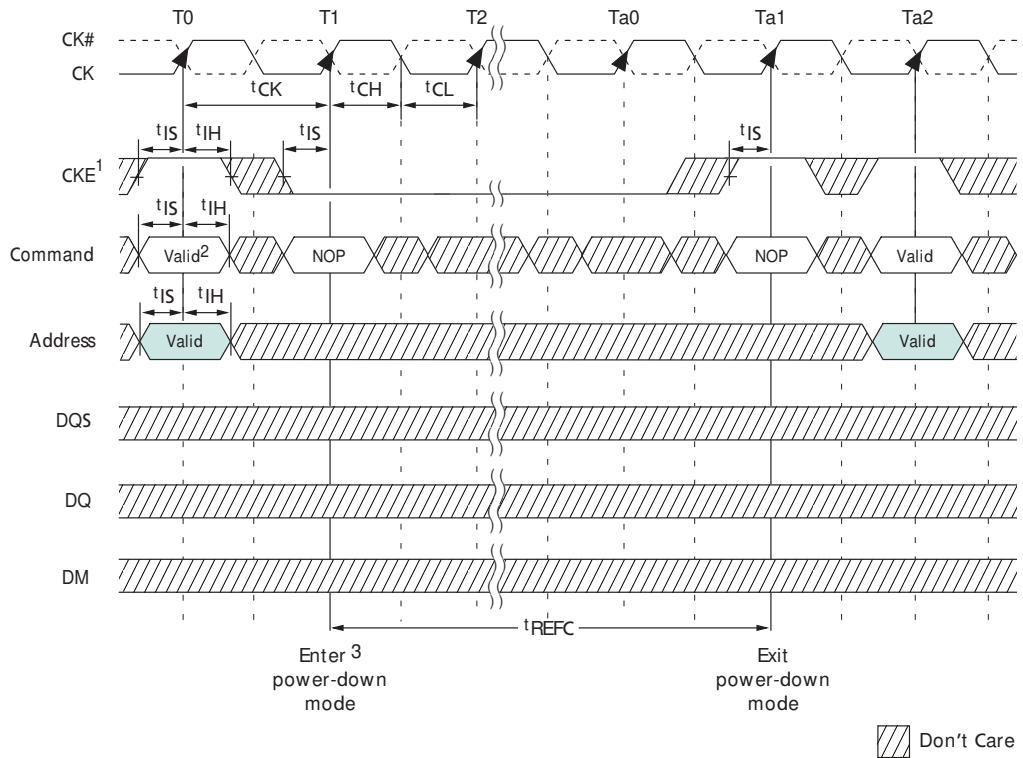 T0 T1 T2 Ta0 Ta1 Ta2
CK#
CK
tCK tCH tCL
tIS tIH tIS tIS
CKE1
tIS tIH
Command Valid2 NOP NOP Valid
tIS tIH
Address Valid Valid
DQS
DQ
DM
tREFC
Enter 3
power-down
mode
Exit
power-down
mode
Don't Care